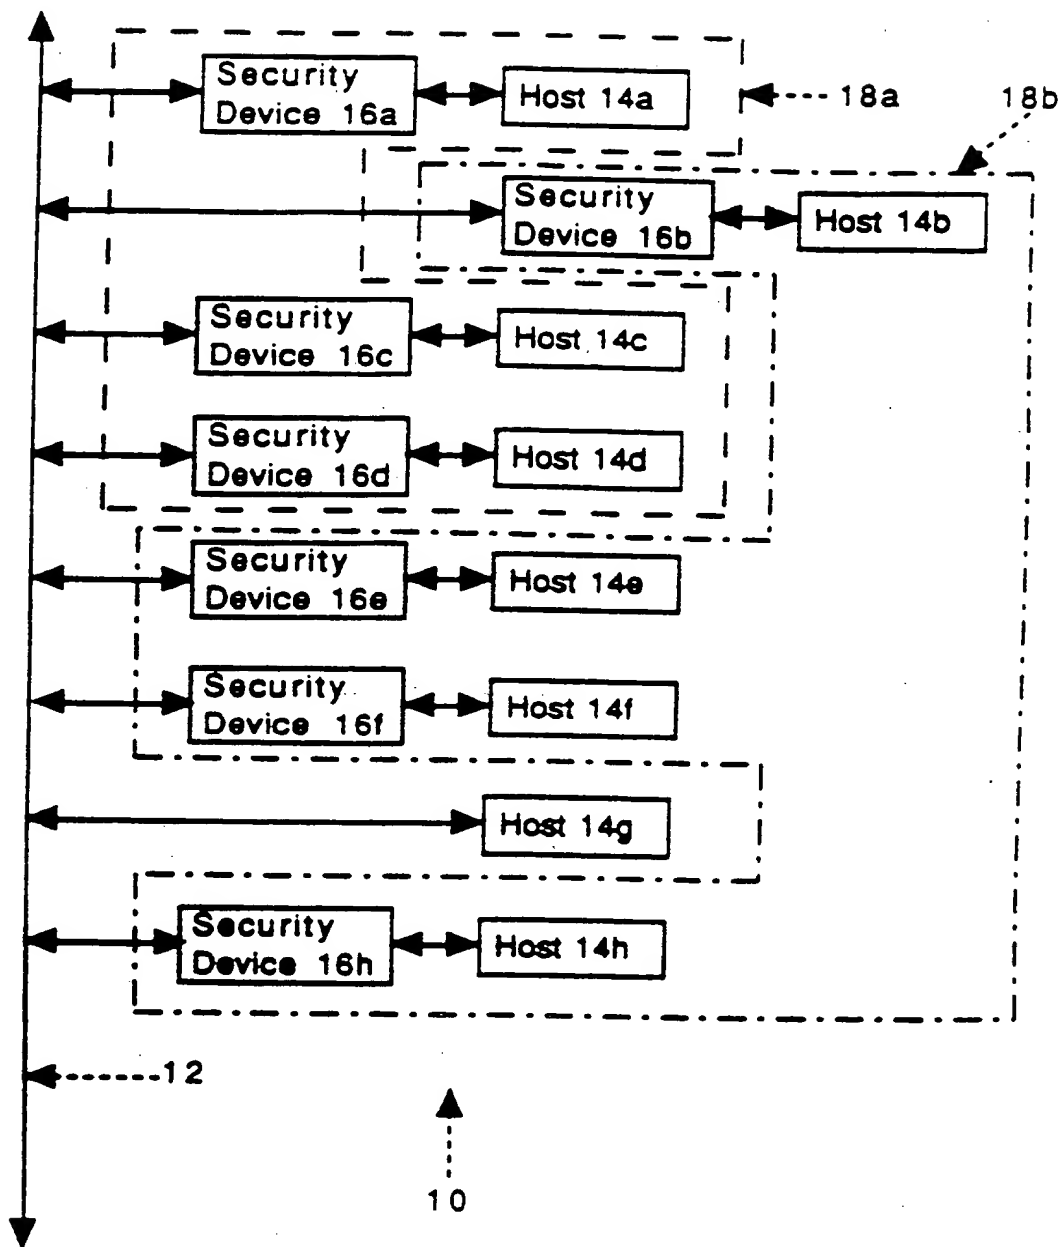 Security
Device 16a
Host 14a
18a
18b
Security
Device 16b
Host 14b
Security
Device 16c
Host 14c
Security
Device 16d
Host 14d
Security
Device 16e
Host 14e
Security
Device 16f
Host 14f
Host 14g
Security
Device 16h
Host 14h
12
10